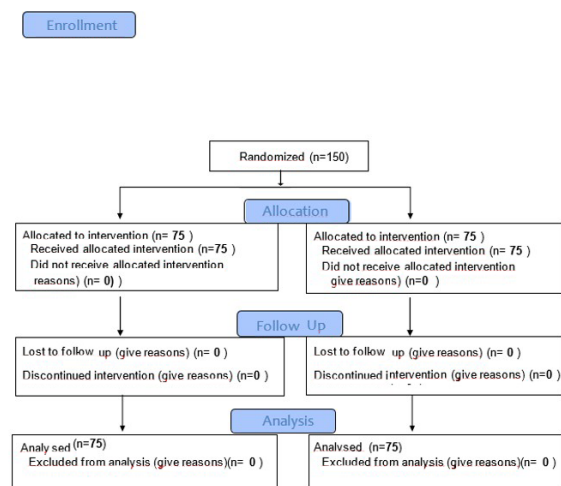 Enrollment
Randomized (n=150)
Allocation
Allocated to intervention (n= 75 )
Received allocated intervention (n=75 )
Did not receive allocated intervention
reasons) (n= 0) )
Allocated to intervention (n= 75 )
Received allocated intervention (n= 75 )
Did not receive allocated intervention
give reasons) (n=0 )
Follow Up
Lost to follow up (give reasons) (n= 0 )
Discontinued intervention (give reasons) (n=0 )
Lost to follow up (give reasons) (n= 0 )
Discontinued intervention (give reasons) (n=0 )
Analysis
Analysed (n=75)
Excluded from analysis (give reasons)(n= 0 )
Analysed (n=75)
Excluded from analysis (give reasons)(n= 0 )